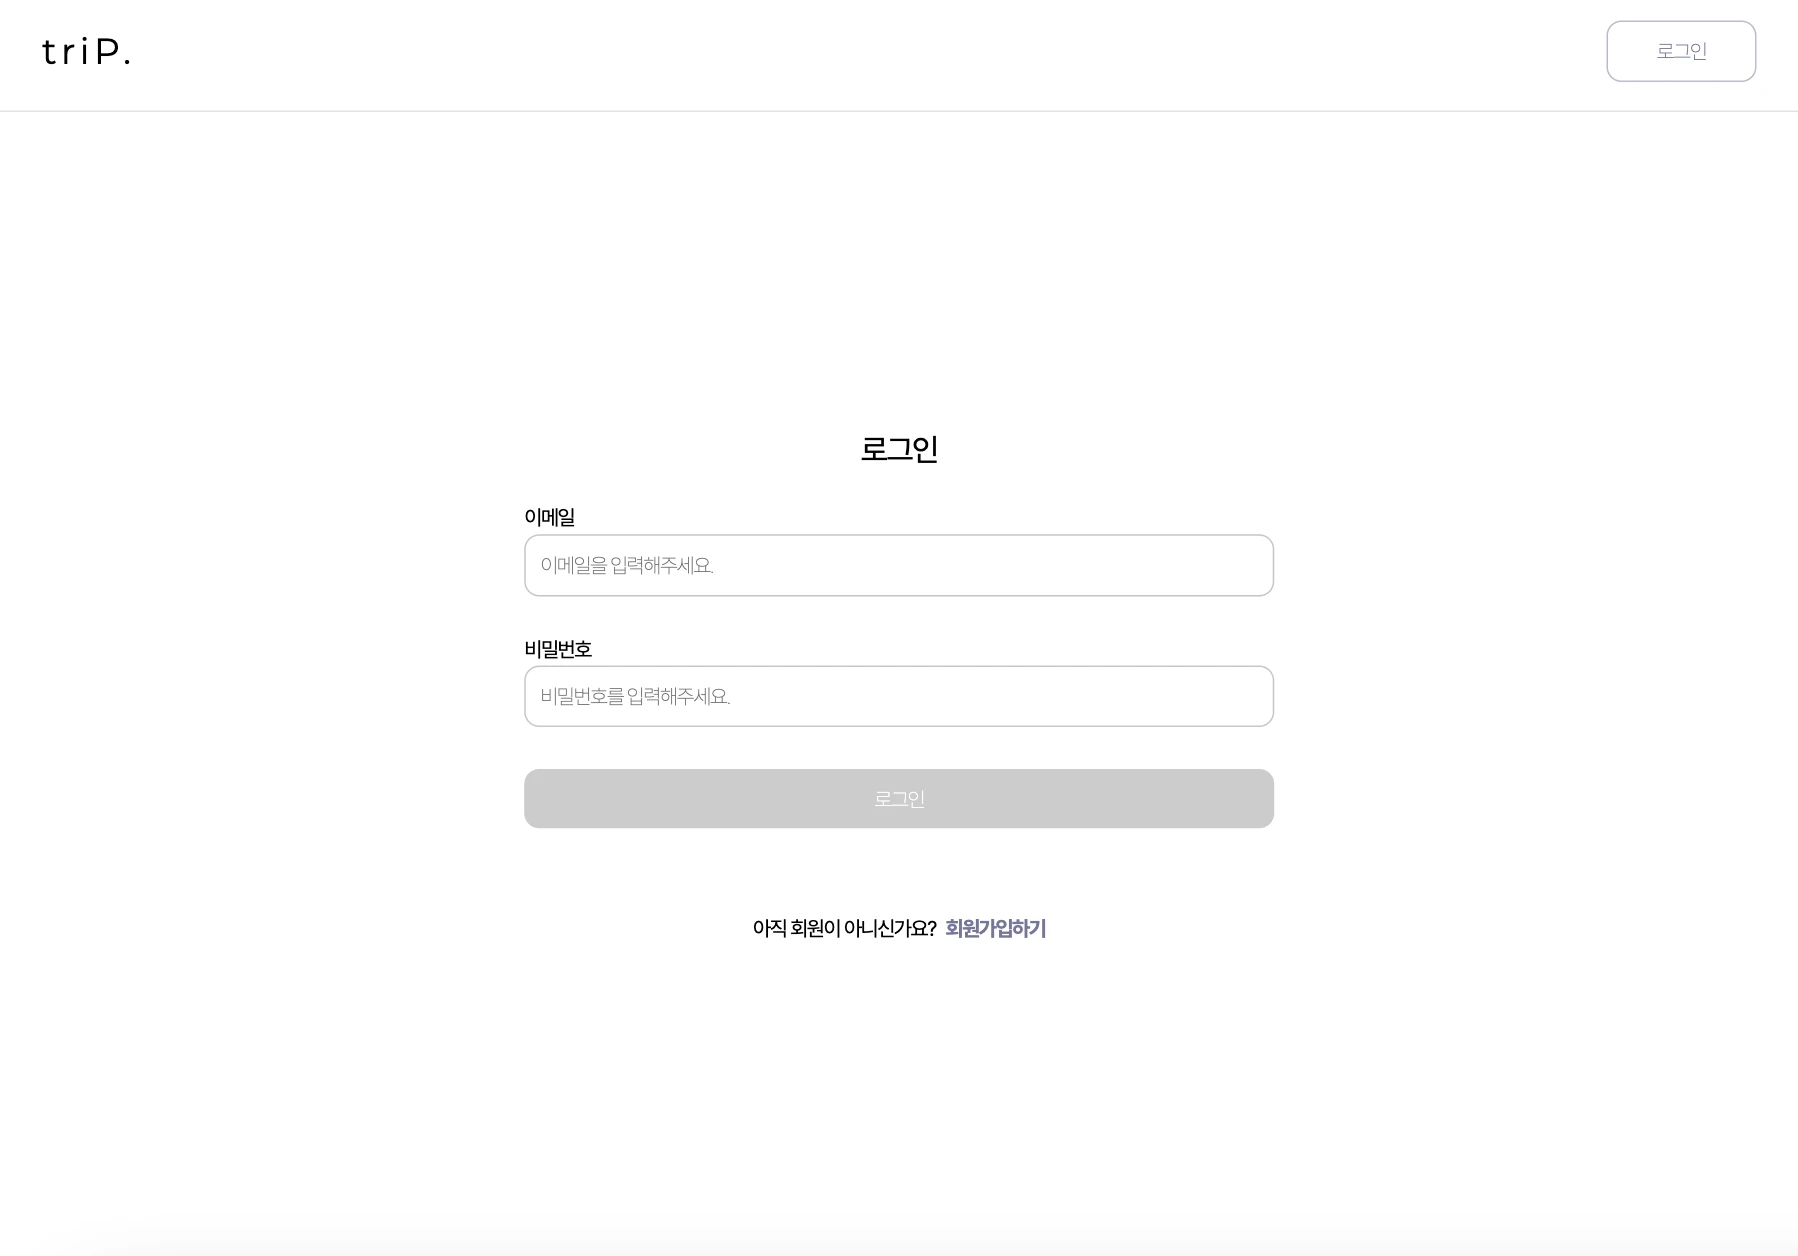 triP.
로그인
로그인
이메일
이메일을 입력해주세요.
비밀번호
비밀번호를 입력해주세요.
로그인
아직 회원이 아니신가요? 회원가입하기